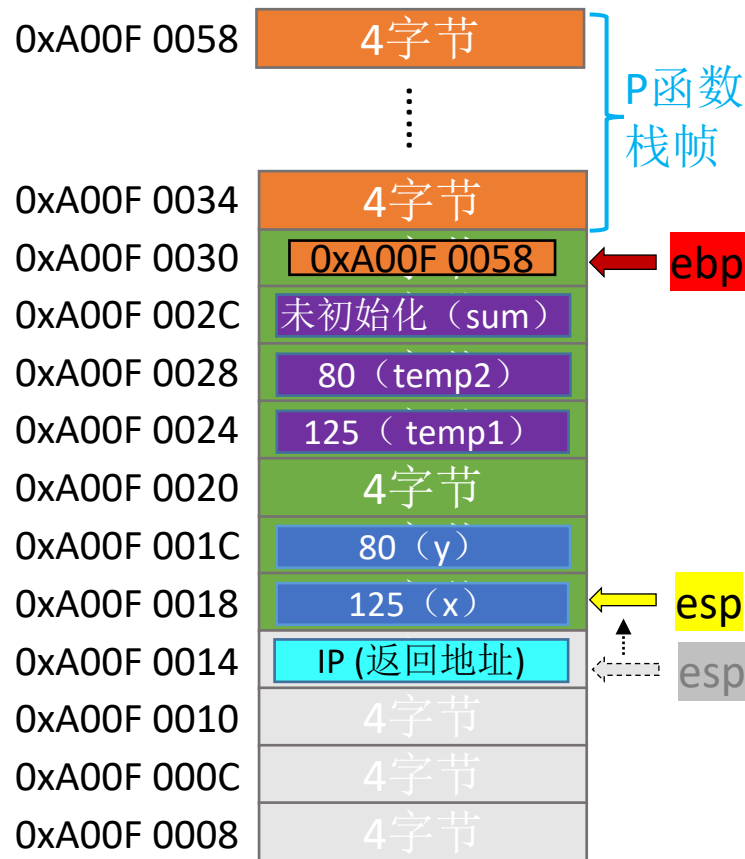 0xA00F 0058 4字节
P函数
栈帧
0xA00F 0034 4字节
0xA00F 0030 0xA00F 0058 ebp
0xA00F 002C 未初始化（sum）
0xA00F 0028 80（temp2）
0xA00F 0024 125（ temp1）
0xA00F 0020 4字节
0xA00F 001C 80（y）
0xA00F 0018 125（x） esp
0xA00F 0014 IP (返回地址) esp
0xA00F 0010 4字节
0xA00F 000C 4字节
0xA00F 0008 4字节